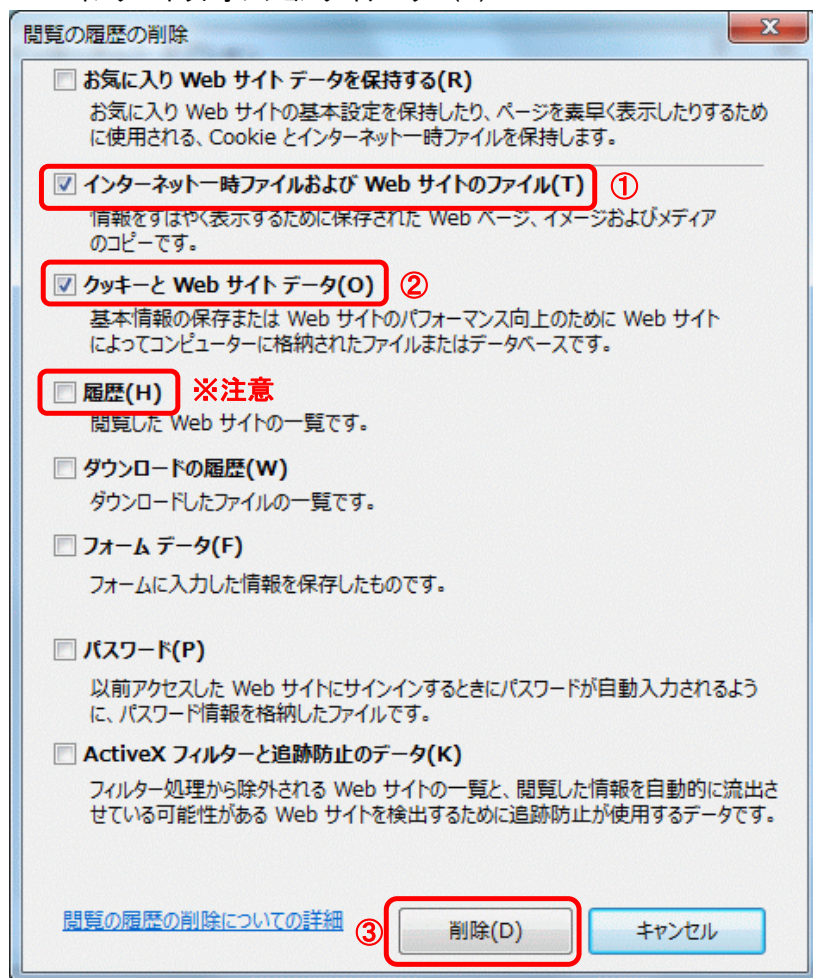 閲覧の履歴の削除
お気に入り Web サイト データを保持する(R)
お気に入り Web サイトの基本設定を保持したり、ページを素早く表示したりするため
に使用される、Cookie とインターネット一時ファイルを保持します。
インターネット一時ファイルおよび Web サイトのファイル(T) ①
情報をすばやく表示するために保存された Web ページ、イメージおよびメディア
のコピーです。
クッキーと Web サイト データ(O) ②
基本情報の保存または Web サイトのパフォーマンス向上のために Web サイト
によってコンピューターに格納されたファイルまたはデータベースです。
履歴(H) ※注意
閲覧した Web サイトの一覧です。
ダウンロードの履歴(W)
ダウンロードしたファイルの一覧です。
フォーム データ(F)
フォームに入力した情報を保存したものです。
パスワード(P)
以前アクセスした Web サイトにサインインするときにパスワードが自動入力されるよう
に、パスワード情報を格納したファイルです。
ActiveX フィルターと追跡防止のデータ(K)
フィルター処理から除外される Web サイトの一覧と、閲覧した情報を自動的に流出さ
せている可能性がある Web サイトを検出するために追跡防止が使用するデータです。
閲覧の履歴の削除についての詳細 ③ 削除(D) キャンセル